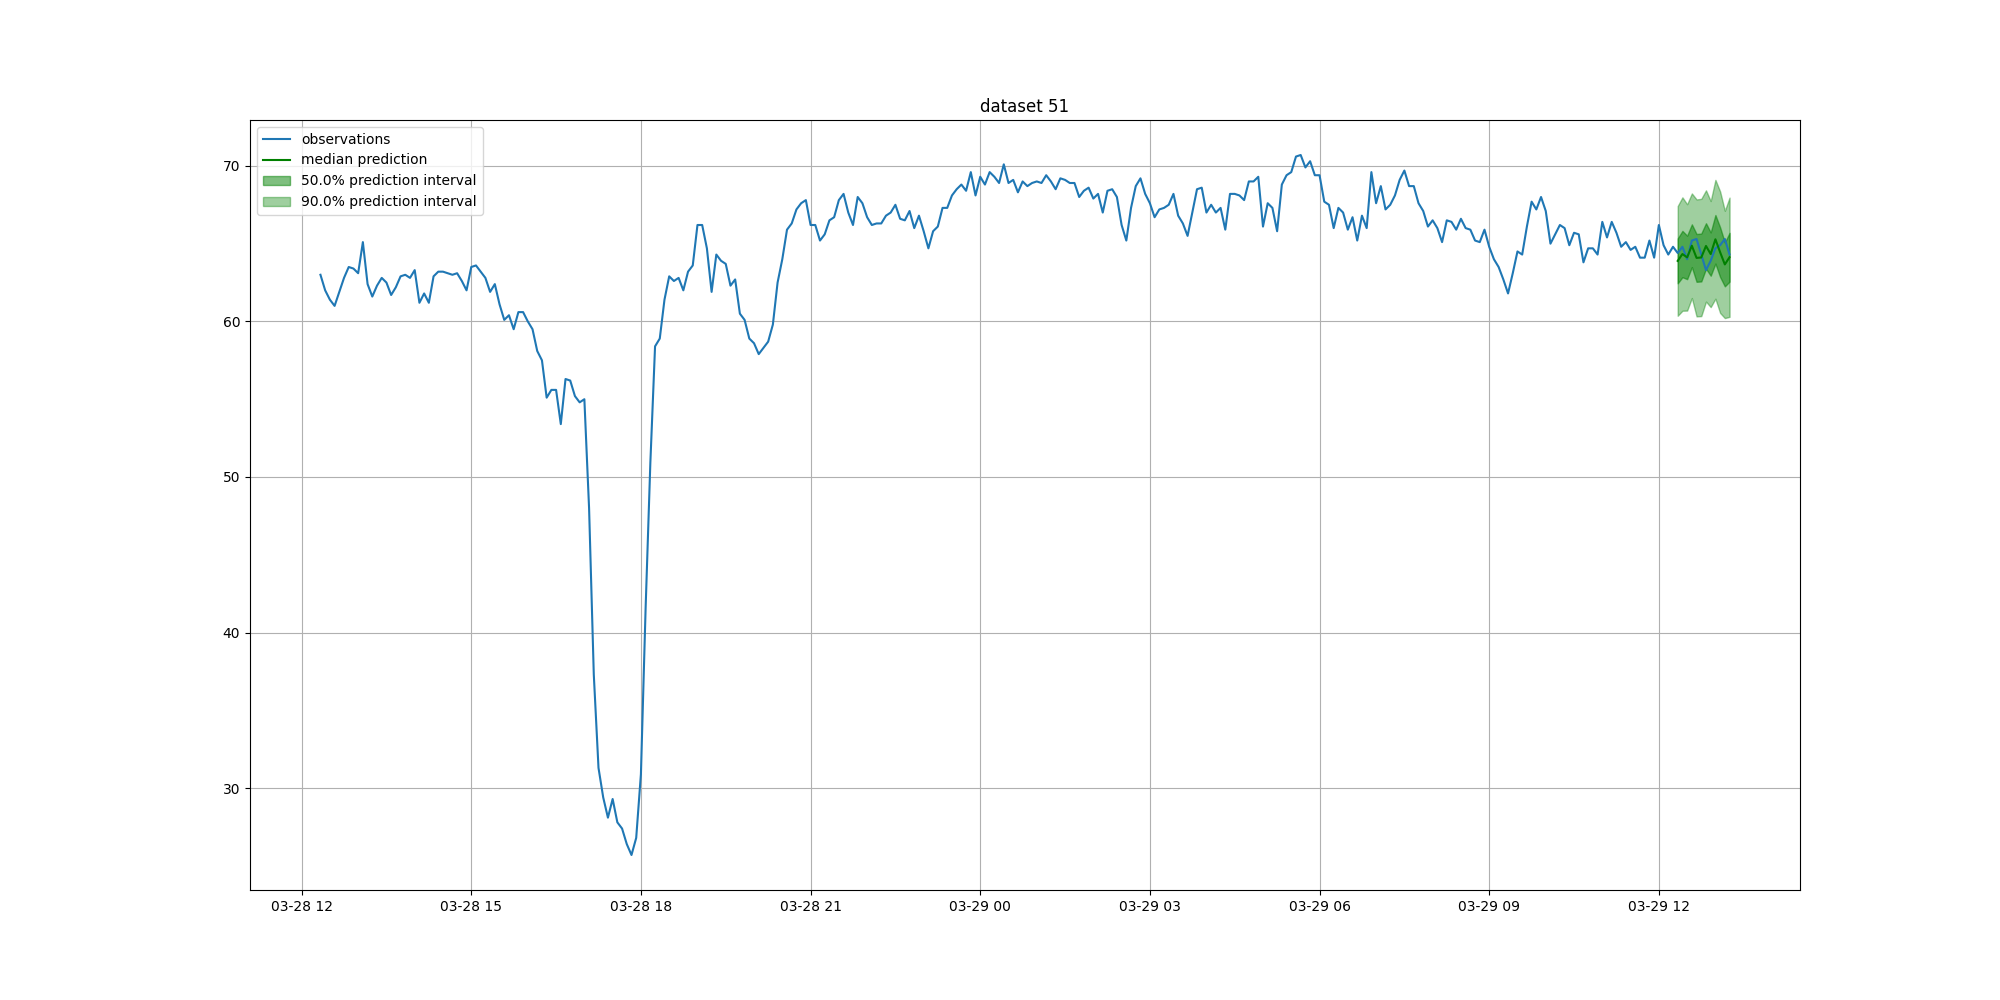 dataset 51
observations
median prediction
50.0% prediction interval
90.0% prediction interval
70
60
50
40
30
03-28 12
03-28 15
03-28 18
03-28 21
03-29 00
03-29 03
03-29 06
03-29 09
03-29 12